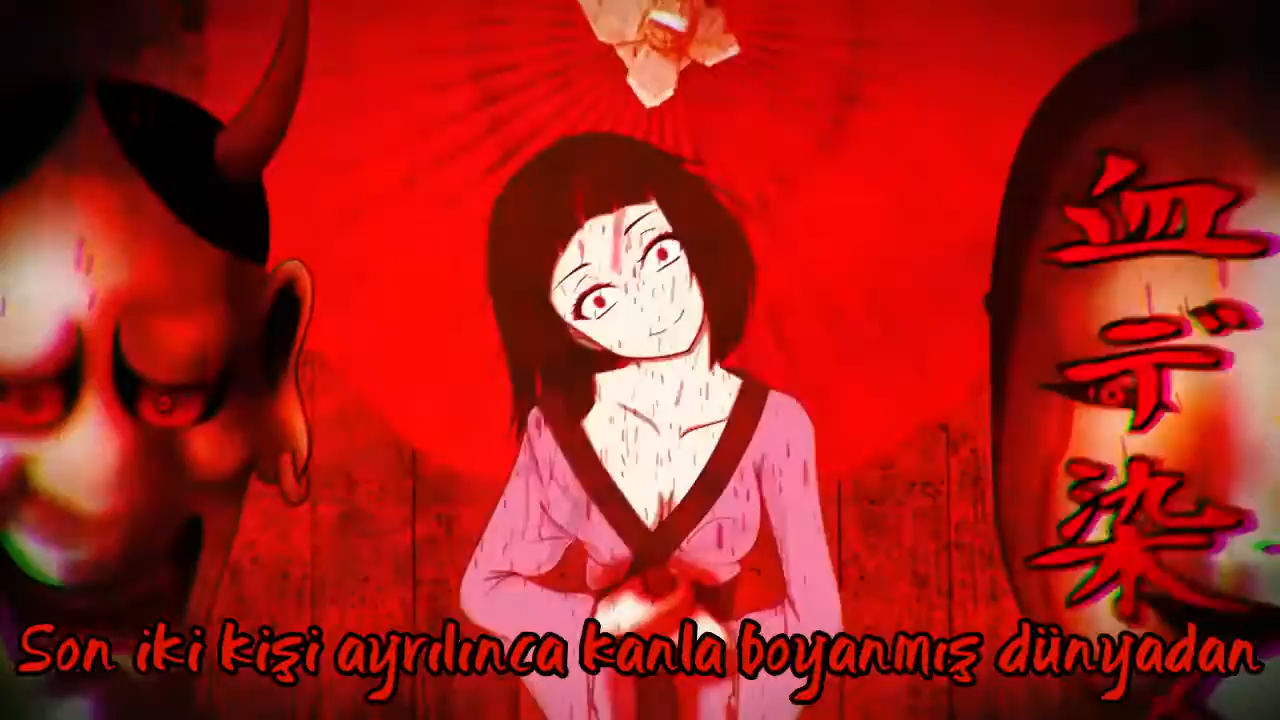 血デ染
Son iki kişi ayrılınca kanla boyanmış dünyadan